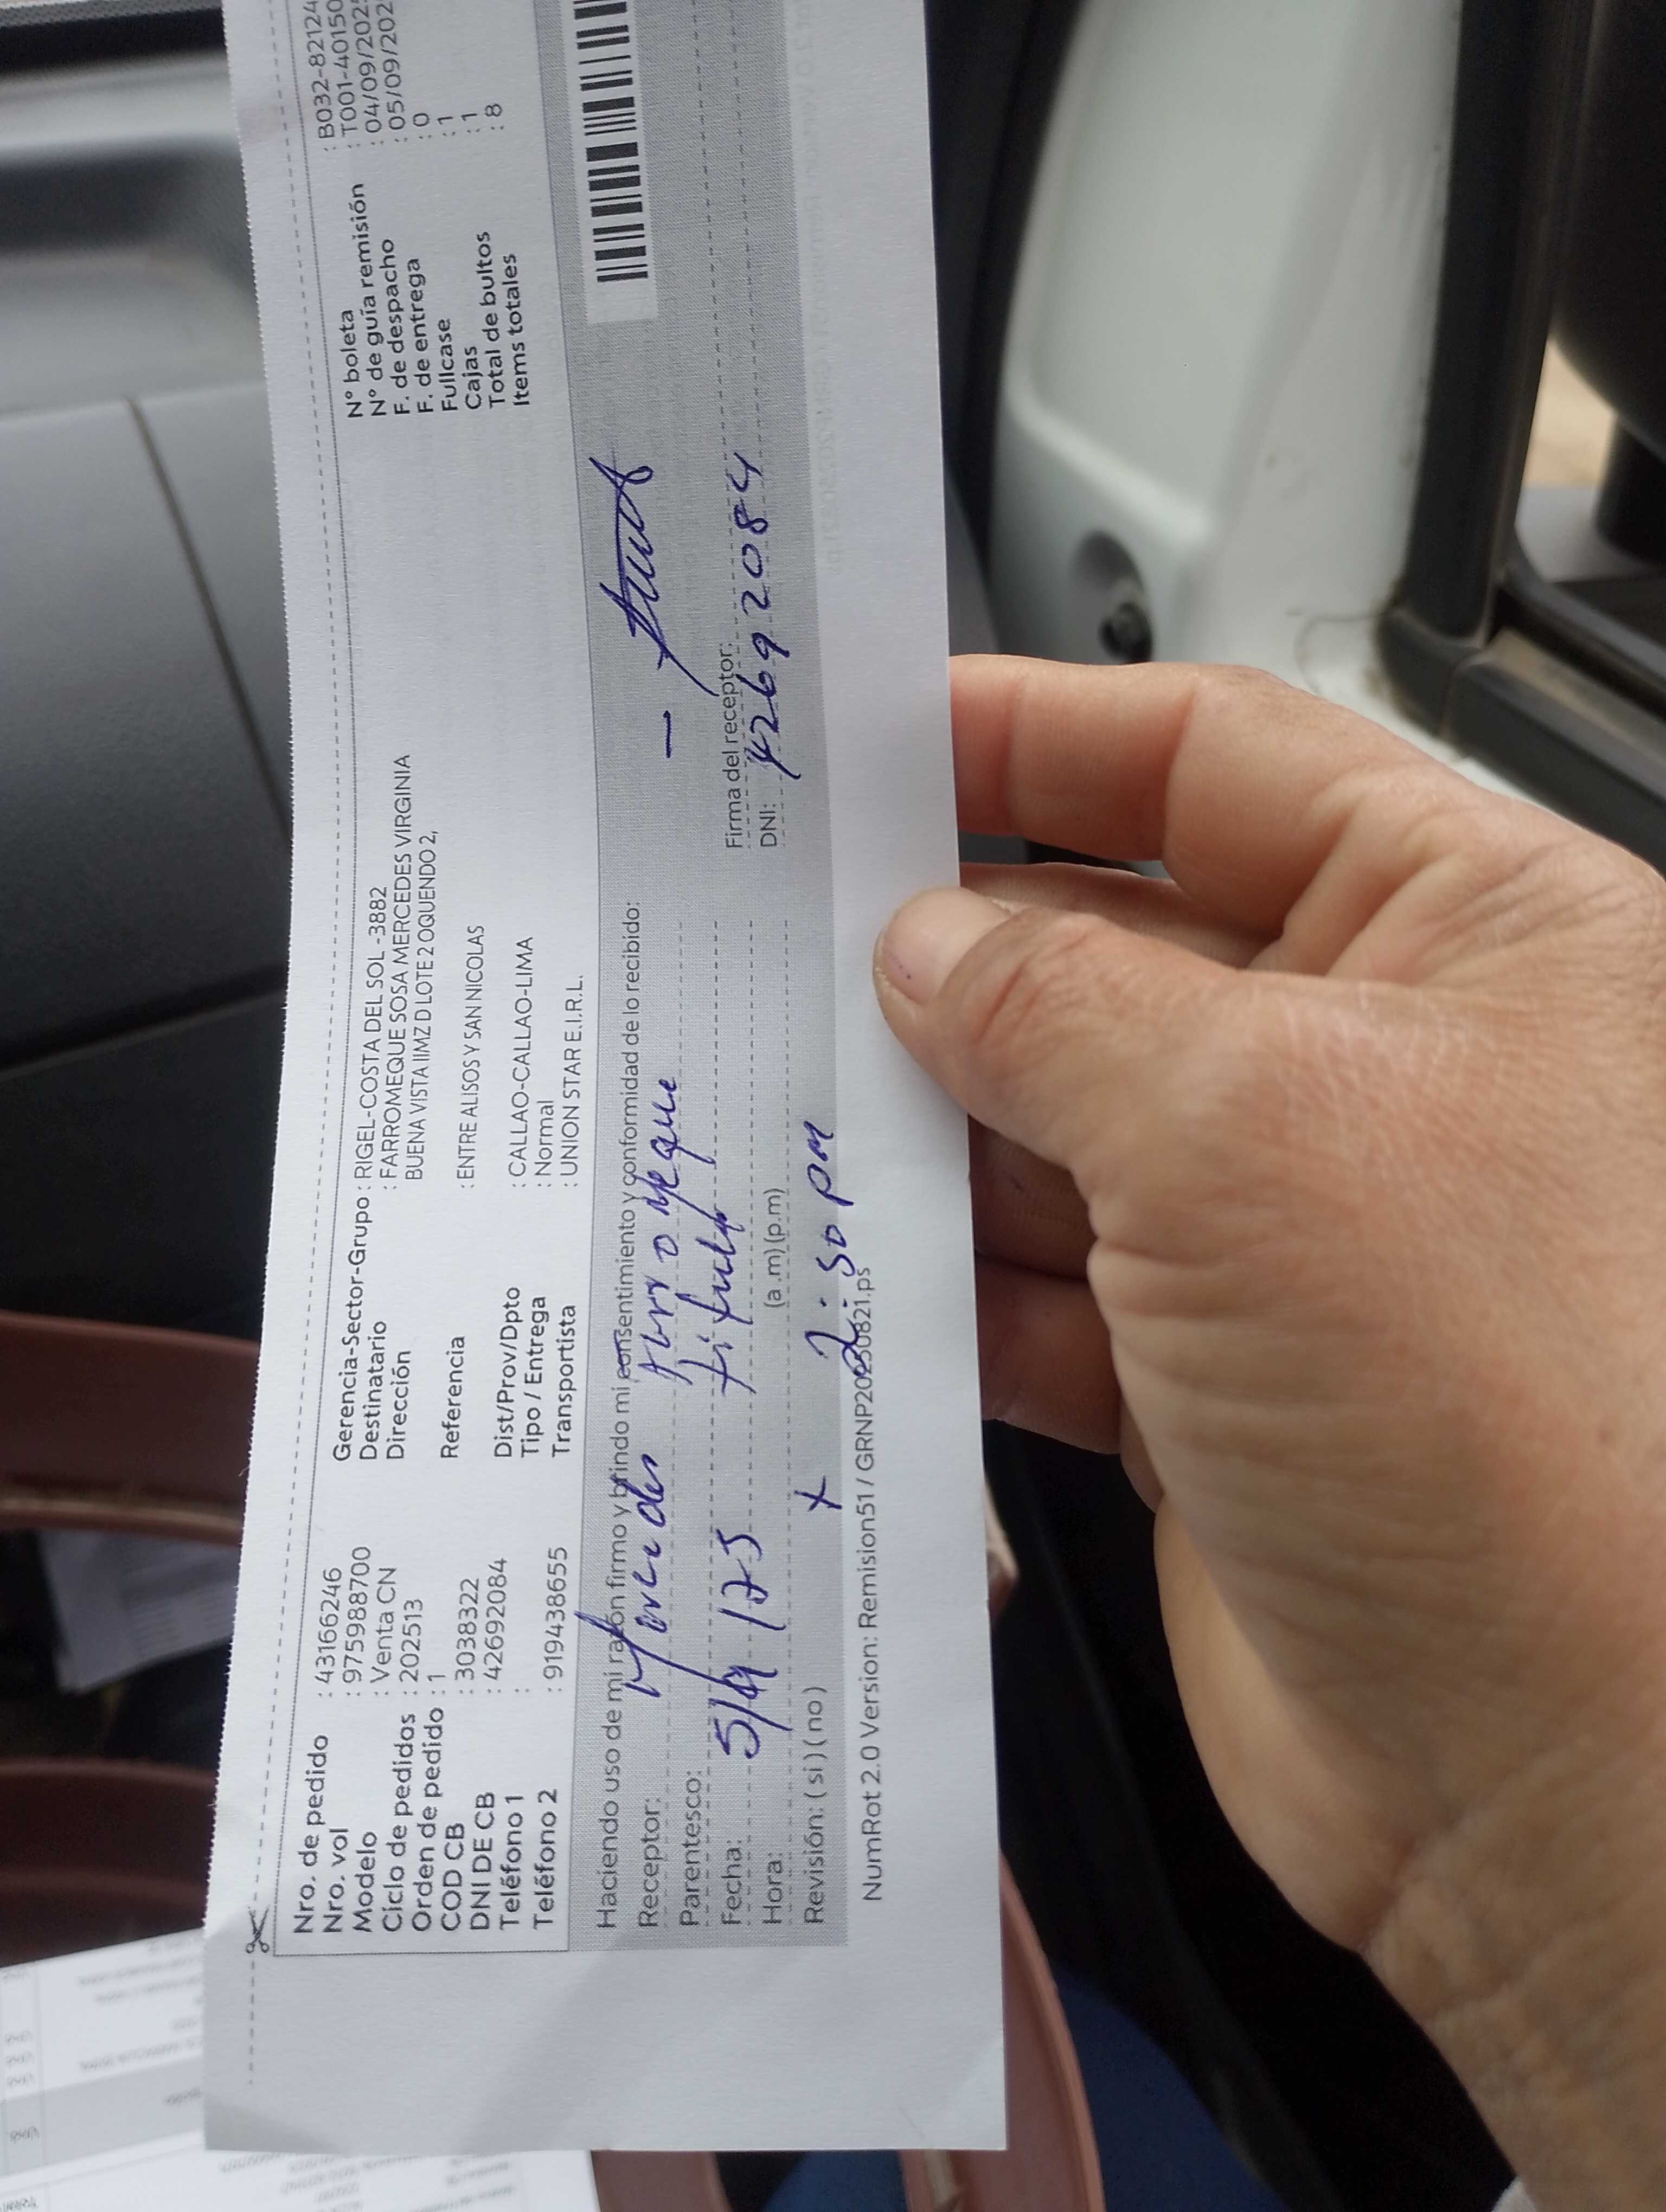 Nro. de pedido : 43166246
Nro. vol : 975988700
Modelo : Venta CN
Ciclo de pedidos : 202513
Orden de pedido : 1
COD CB : 3038322
DNI DE CB : 42692084
Teléfono 1 :
Teléfono 2 : 919438655
Gerencia-Sector-Grupo : RIGEL-COSTA DEL SOL -3882
Destinatario : FARROMEQUE SOSA MERCEDES VIRGINIA
Dirección BUENA VISTA IIMZ D LOTE 2 OQUENDO 2,
Referencia : ENTRE ALISOS Y SAN NICOLAS
Dist/Prov/Dpto : CALLAO-CALLAO-LIMA
Tipo / Entrega : Normal
Transportista : UNION STAR E.I.R.L.
N° boleta : B032-82124
N° de guía remisión : T001-40150
F. de despacho : 04/09/202
F. de entrega : 05/09/202
Fullcase : 0
Cajas : 1
Total de bultos : 1
Items totales : 8
Haciendo uso de mi razón firmo y brindo mi consentimiento y conformidad de lo recibido:
Receptor: Mercedes Farromeque
Parentesco: titular
Fecha: 5/9/25
Hora: (a.m) (p.m)
Revisión: ( si ) ( no ) x 2:50 pm
Firma del receptor:
DNI: 42692084
NumRot 2.0 Version: Remision51 / GRNP20250821.ps